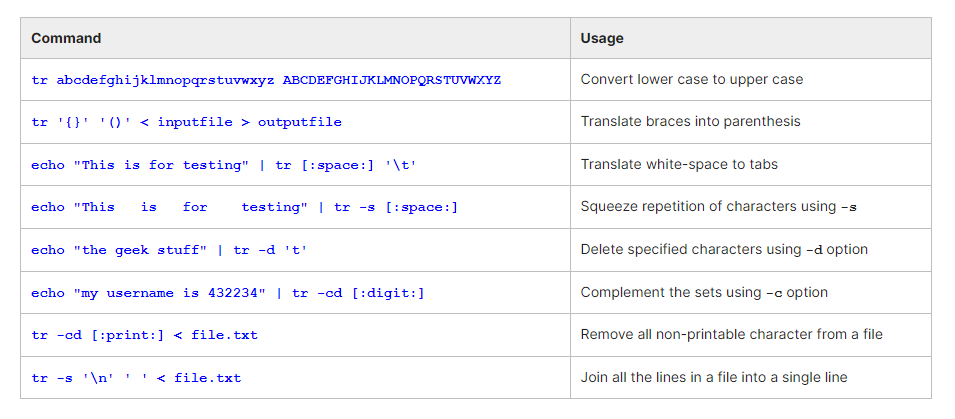 Command Usage
tr abcdefghijklmnopqrstuvwxyz ABCDEFGHIJKLMNOPQRSTUVWXYZ Convert lower case to upper case
tr '{}' '()' < inputfile > outputfile Translate braces into parenthesis
echo "This is for testing" | tr [:space:] '\t' Translate white-space to tabs
echo "This   is   for    testing" | tr -s [:space:] Squeeze repetition of characters using -s
echo "the geek stuff" | tr -d 't' Delete specified characters using -d option
echo "my username is 432234" | tr -cd [:digit:] Complement the sets using -c option
tr -cd [:print:] < file.txt Remove all non-printable character from a file
tr -s '\n' ' ' < file.txt Join all the lines in a file into a single line